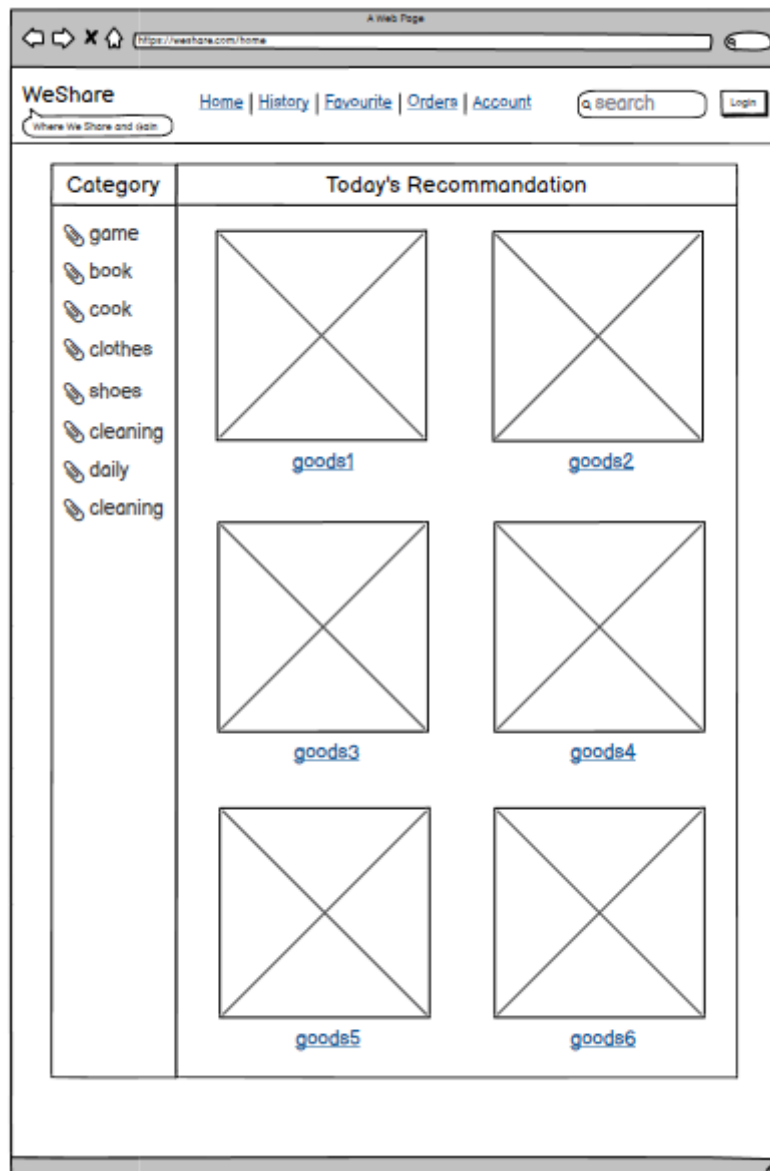 A Web Page
https://weshare.com/home
WeShare
Where We Share and Gain
Home | History | Favourite | Orders | Account
search
Login
Category
Today's Recommandation
game
book
cook
clothes
shoes
cleaning
daily
cleaning
goods1
goods2
goods3
goods4
goods5
goods6